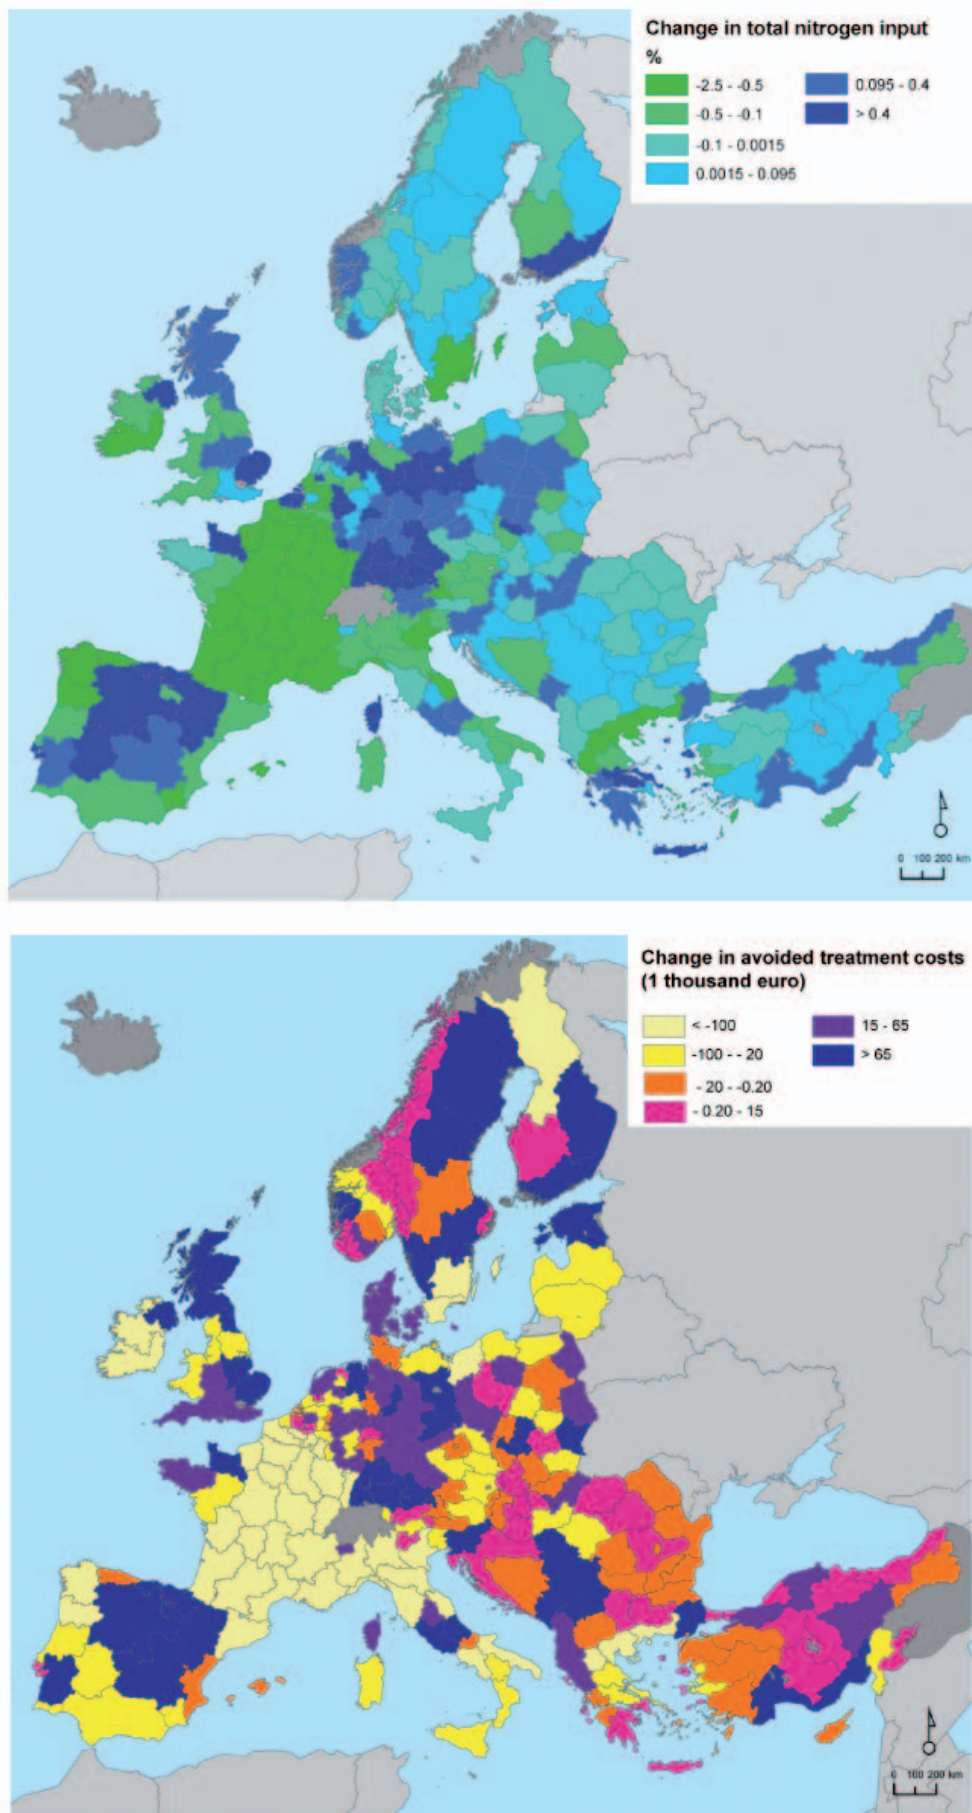 Change in total nitrogen input
%
-2.5 - -0.5
-0.5 - -0.1
-0.1 - 0.0015
0.0015 - 0.095
0.095 - 0.4
> 0.4
0 100 200 km
Change in avoided treatment costs
(1 thousand euro)
< -100
-100 - - 20
- 20 - -0.20
- 0.20 - 15
15 - 65
> 65
0 100 200 km